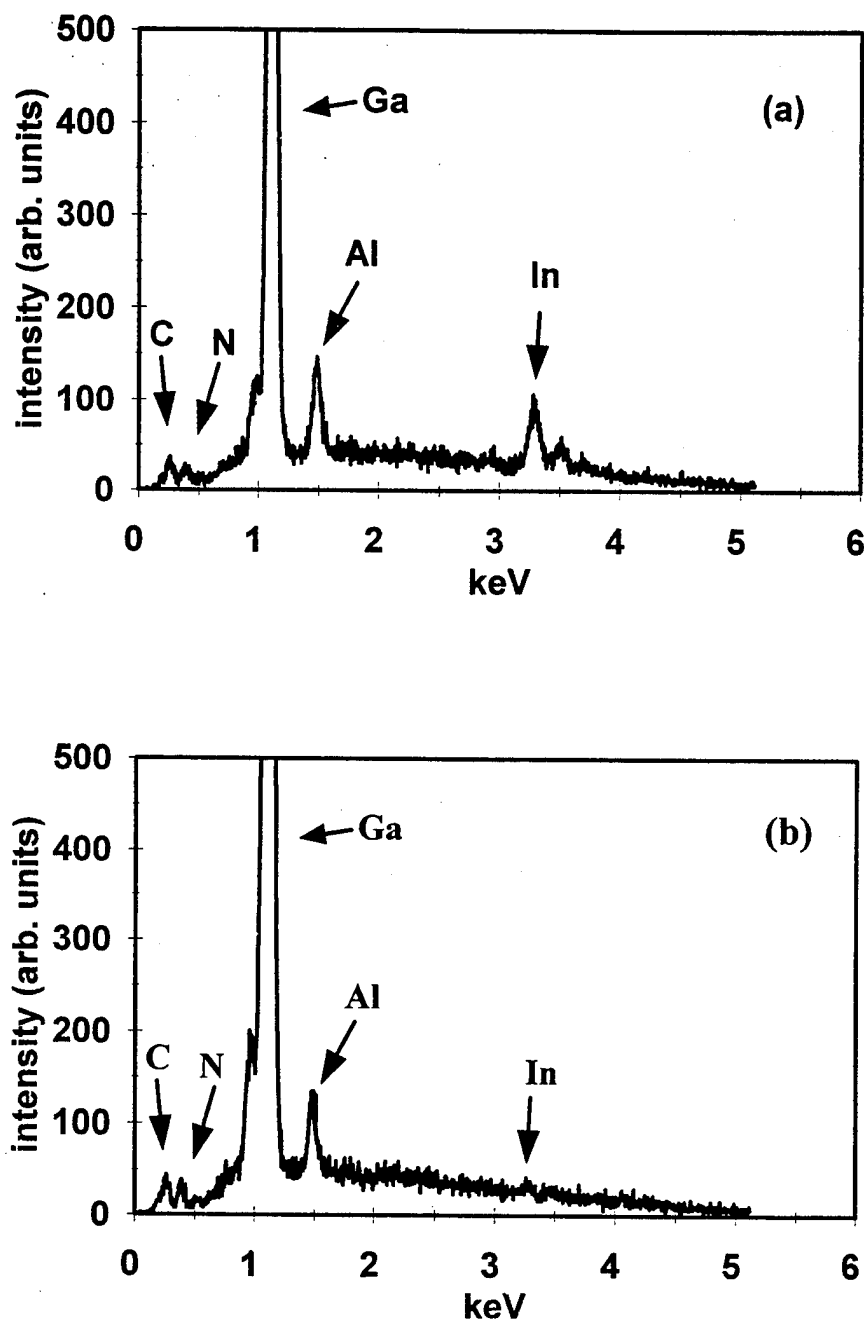 500
400
300
200
100
0
intensity (arb. units)
Ga
(a)
Al
In
C
N
0 1 2 3 4 5 6
keV
500
400
300
200
100
0
intensity (arb. units)
Ga
(b)
Al
In
C
N
0 1 2 3 4 5 6
keV